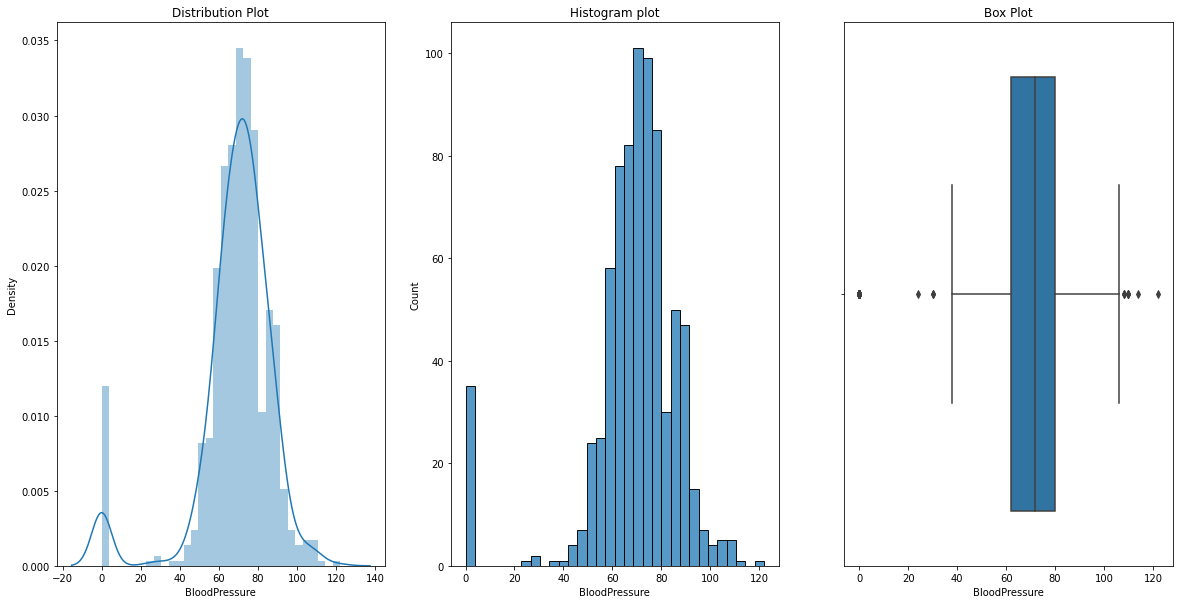 Distribution Plot
0.035
0.030
0.025
0.020
0.015
0.010
0.005
0.000
Density
−20 0 20 40 60 80 100 120 140
BloodPressure
Histogram plot
100
80
60
40
20
0
Count
0 20 40 60 80 100 120
BloodPressure
Box Plot
0 20 40 60 80 100 120
BloodPressure